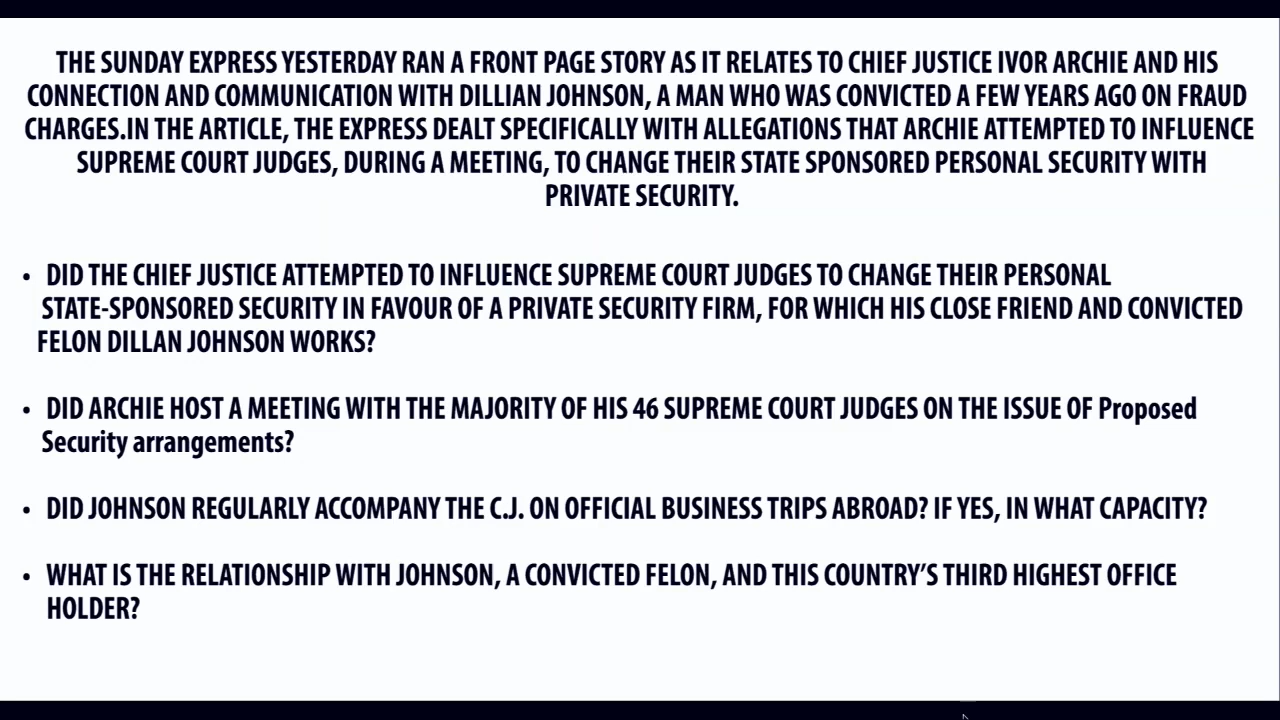 THE SUNDAY EXPRESS YESTERDAY RAN A FRONT PAGE STORY AS IT RELATES TO CHIEF JUSTICE IVOR ARCHIE AND HIS
CONNECTION AND COMMUNICATION WITH DILLIAN JOHNSON, A MAN WHO WAS CONVICTED A FEW YEARS AGO ON FRAUD
CHARGES.IN THE ARTICLE, THE EXPRESS DEALT SPECIFICALLY WITH ALLEGATIONS THAT ARCHIE ATTEMPTED TO INFLUENCE
SUPREME COURT JUDGES, DURING A MEETING, TO CHANGE THEIR STATE SPONSORED PERSONAL SECURITY WITH
PRIVATE SECURITY.
• DID THE CHIEF JUSTICE ATTEMPTED TO INFLUENCE SUPREME COURT JUDGES TO CHANGE THEIR PERSONAL
STATE-SPONSORED SECURITY IN FAVOUR OF A PRIVATE SECURITY FIRM, FOR WHICH HIS CLOSE FRIEND AND CONVICTED
FELON DILLAN JOHNSON WORKS?
• DID ARCHIE HOST A MEETING WITH THE MAJORITY OF HIS 46 SUPREME COURT JUDGES ON THE ISSUE OF Proposed
Security arrangements?
• DID JOHNSON REGULARLY ACCOMPANY THE C.J. ON OFFICIAL BUSINESS TRIPS ABROAD? IF YES, IN WHAT CAPACITY?
• WHAT IS THE RELATIONSHIP WITH JOHNSON, A CONVICTED FELON, AND THIS COUNTRY'S THIRD HIGHEST OFFICE
HOLDER?